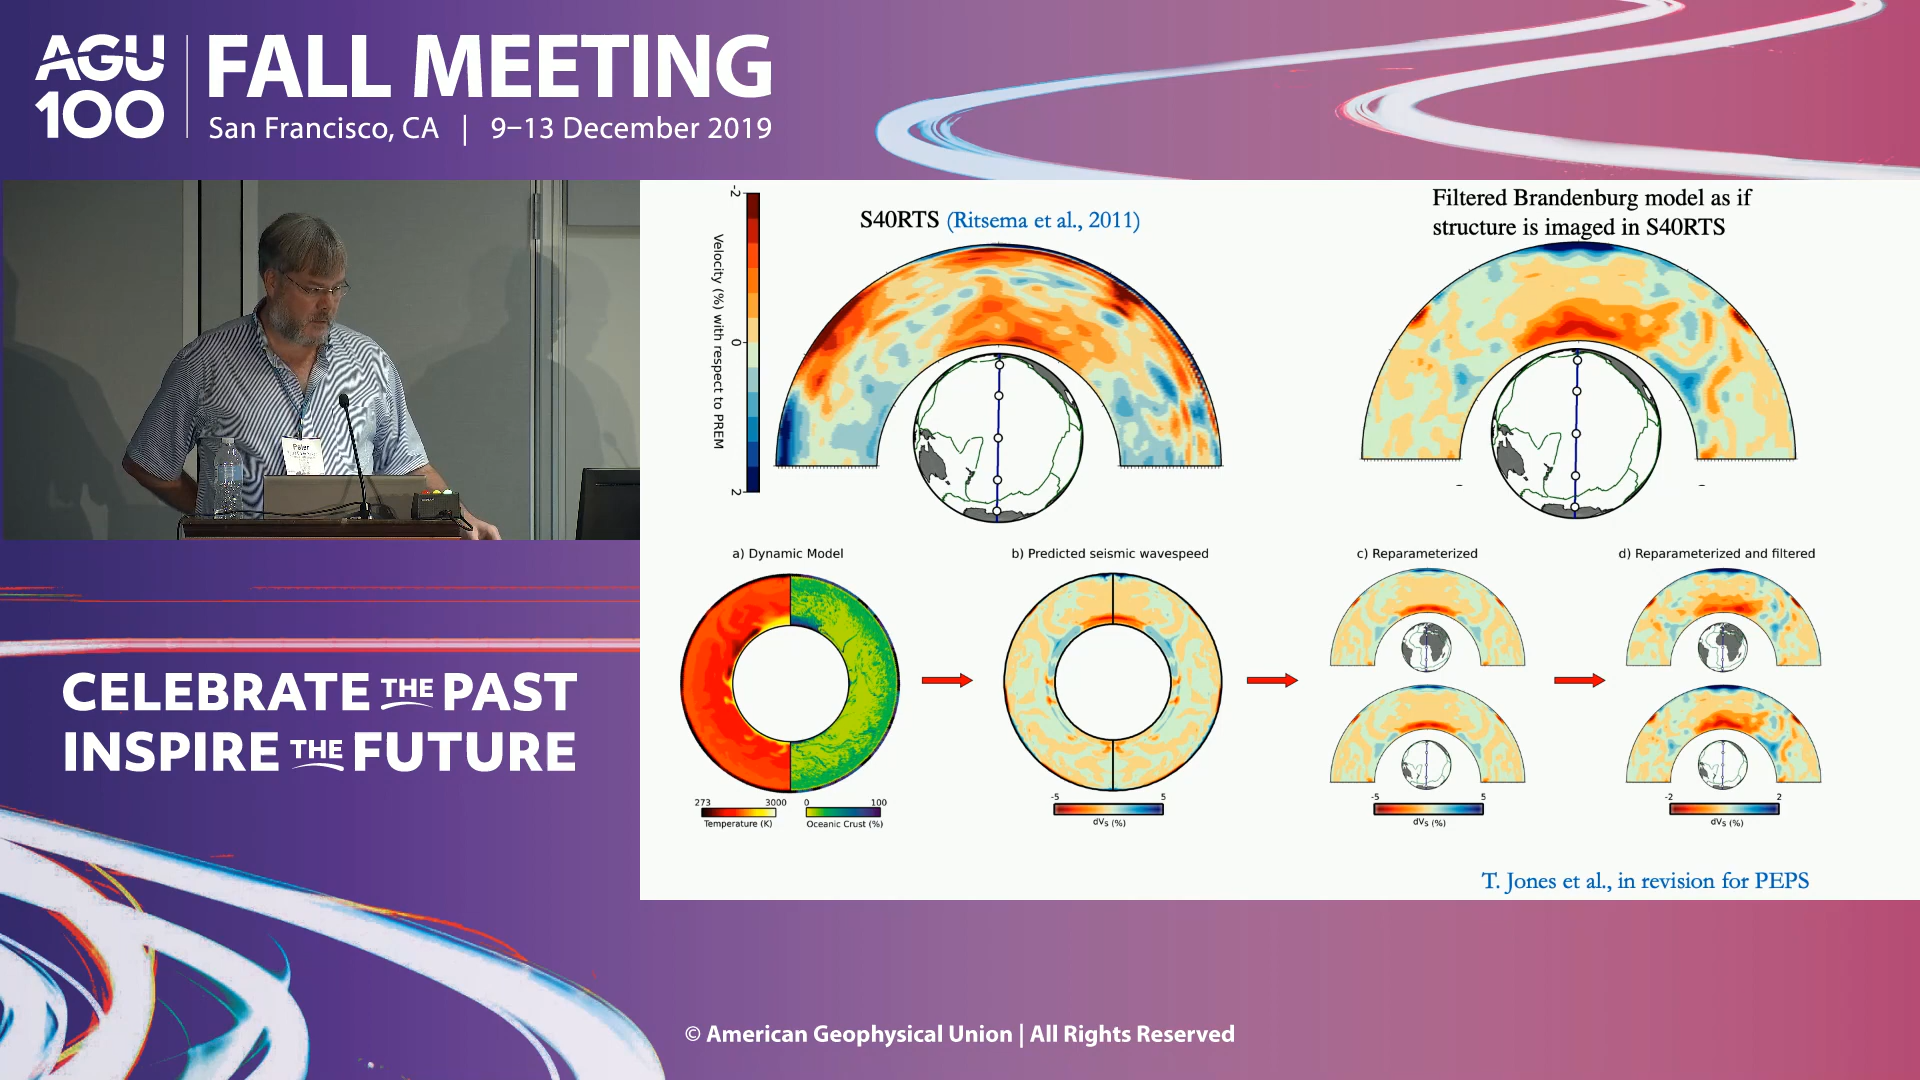 AGU
100
FALL MEETING
San Francisco, CA | 9–13 December 2019
CELEBRATE THE PAST
INSPIRE THE FUTURE
-2
0
2
Velocity (%) with respect to PREM
S40RTS (Ritsema et al., 2011)
Filtered Brandenburg model as if
structure is imaged in S40RTS
a) Dynamic Model
b) Predicted seismic wavespeed
c) Reparameterized
d) Reparameterized and filtered
273 3000
Temperature (K)
0 100
Oceanic Crust (%)
-5 5
dVs (%)
-5 5
dVs (%)
-2 2
dVs (%)
T. Jones et al., in revision for PEPS
© American Geophysical Union | All Rights Reserved